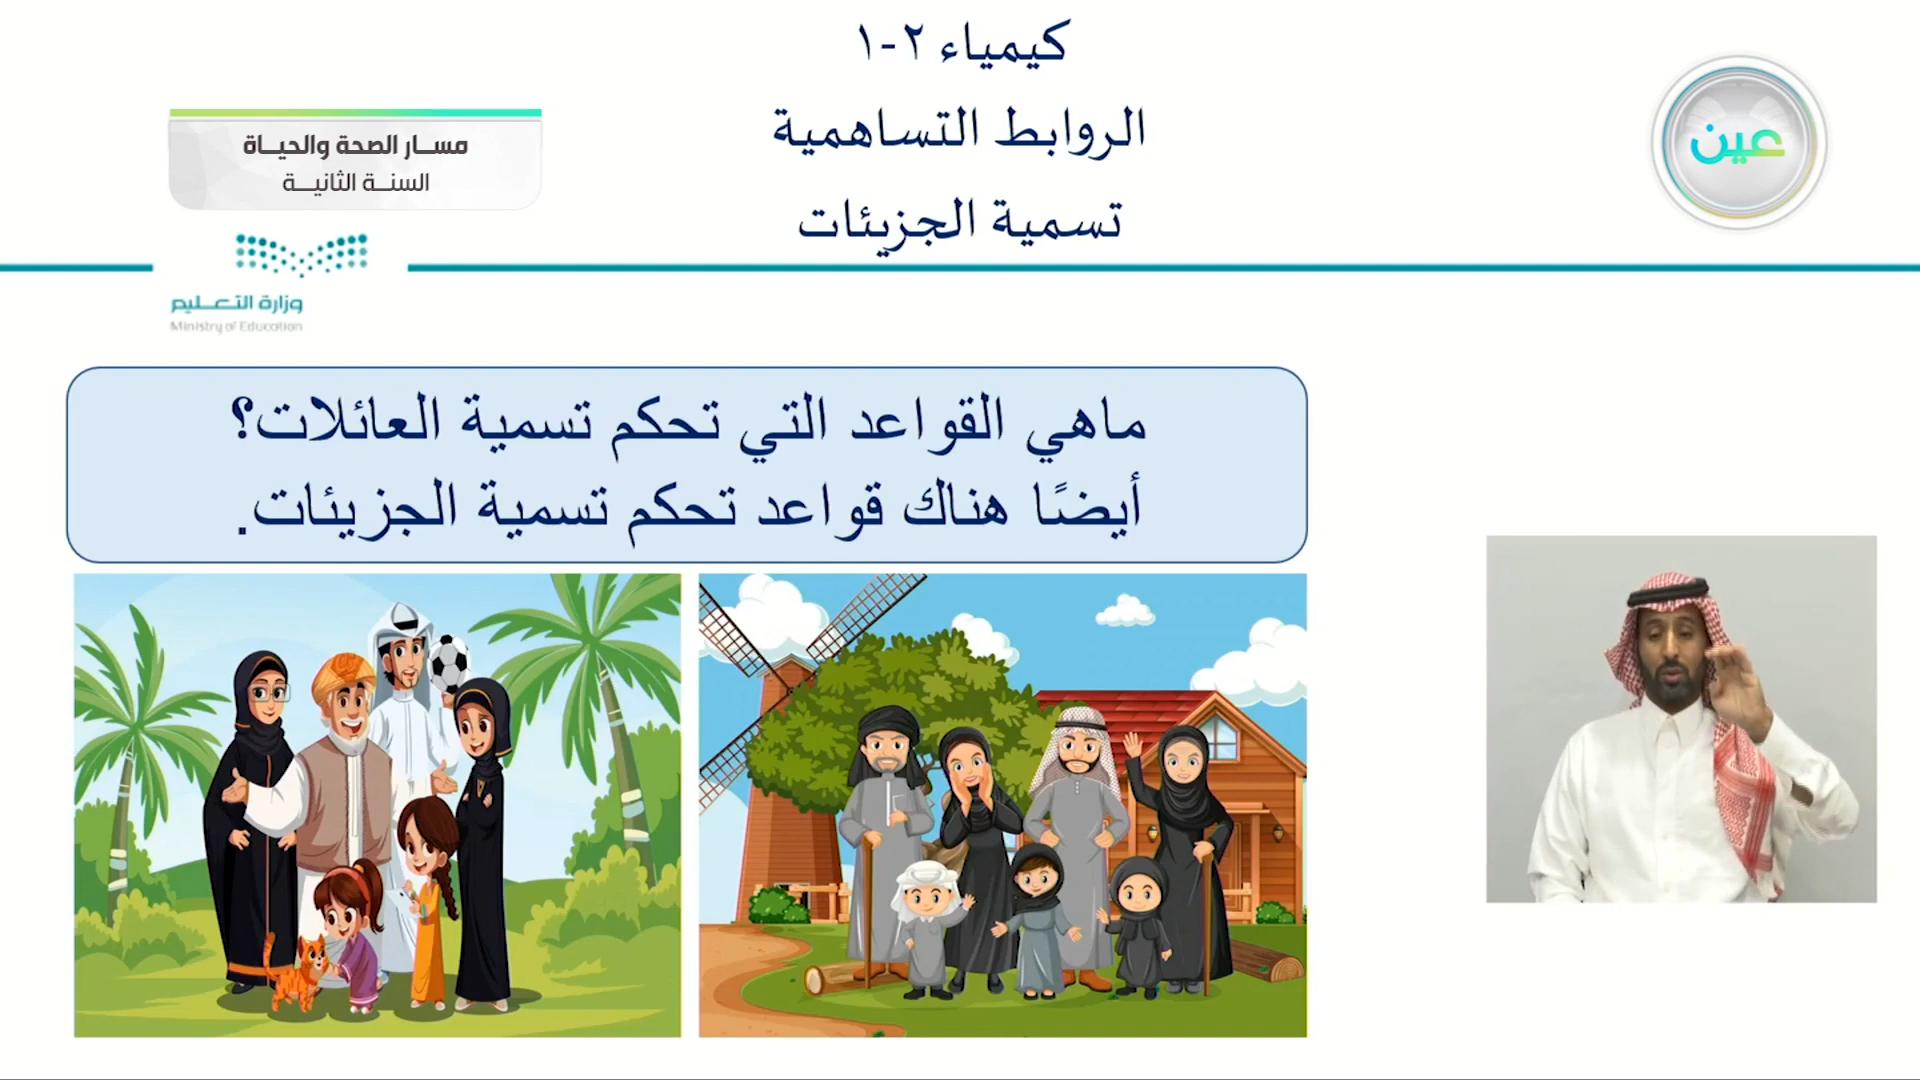 كيمياء ٢-١
الروابط التساهمية
تسمية الجزيئات
عين
مسار الصحة والحياة
السنة الثانية
وزارة التعليم
Ministry of Education
ماهي القواعد التي تحكم تسمية العائلات؟
أيضًا هناك قواعد تحكم تسمية الجزيئات.